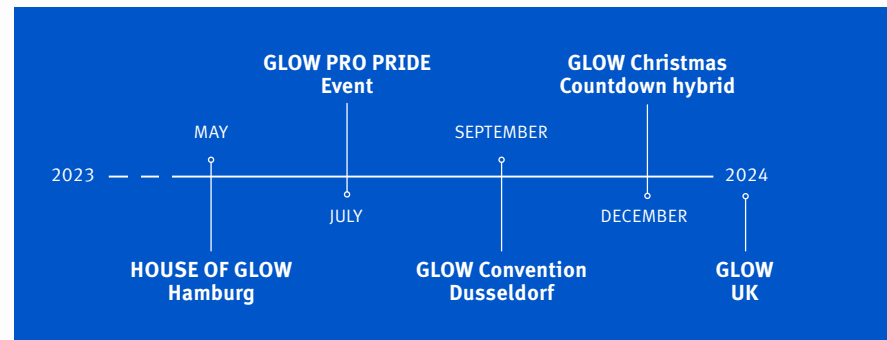 GLOW PRO PRIDE
Event
GLOW Christmas
Countdown hybrid
MAY
SEPTEMBER
2023
2024
JULY
DECEMBER
HOUSE OF GLOW
Hamburg
GLOW Convention
Dusseldorf
GLOW
UK